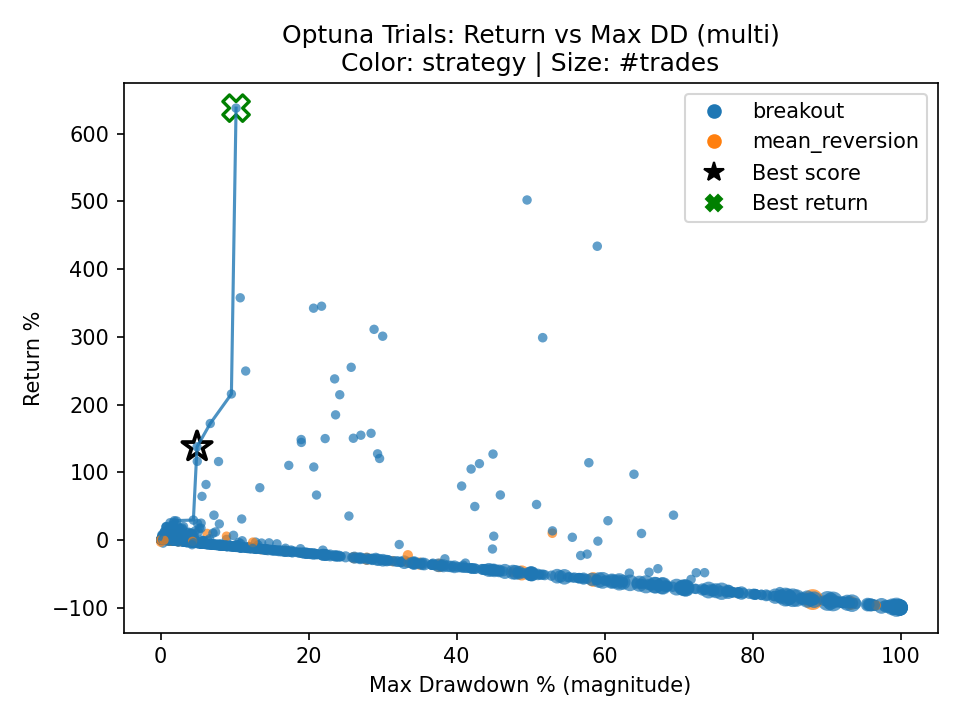 Optuna Trials: Return vs Max DD (multi)
Color: strategy | Size: #trades
breakout
mean_reversion
Best score
Best return
600
500
400
300
200
100
0
−100
Return %
0
20
40
60
80
100
Max Drawdown % (magnitude)